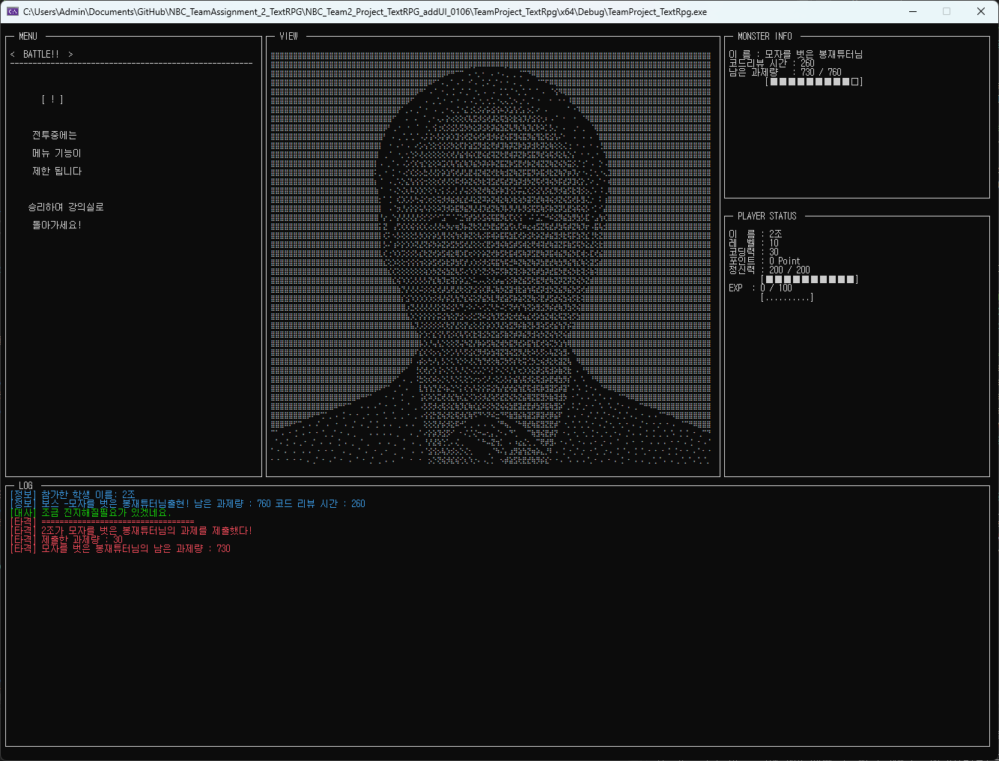 C:\Users\Admin\Documents\GitHub\NBC_TeamAssignment_2_TextRPG\NBC_Team2_Project_TextRPG_addUI_0106\TeamProject_TextRpg\x64\Debug\TeamProject_TextRpg.exe
MENU
< BATTLE!! >
[ ! ]
전투중에는
메뉴 기능이
제한 됩니다
승리하여 강의실로
돌아가세요!
VIEW
MONSTER INFO
이 름 : 모자를 벗은 봉재튜터님
코드리뷰 시간 : 260
남은 과제량 : 730 / 760
[■■■■■■■■■□]
PLAYER STATUS
이 름 : 2조
레 벨 : 10
코딩력 : 30
포인트 : 0 Point
정신력 : 200 / 200
[■■■■■■■■■■]
EXP : 0 / 100
[..........]
LOG
[정보] 참가한 학생 이름: 2조
[정보] 보스 -모자를 벗은 봉재튜터님출현! 남은 과제량 : 760 코드 리뷰 시간 : 260
[대사] 조금 진지해질필요가 있겠네요.
[타격] ==================================
[타격] 2조가 모자를 벗은 봉재튜터님의 과제를 제출했다!
[타격] 제출한 과제량 : 30
[타격] 모자를 벗은 봉재튜터님의 남은 과제량 : 730